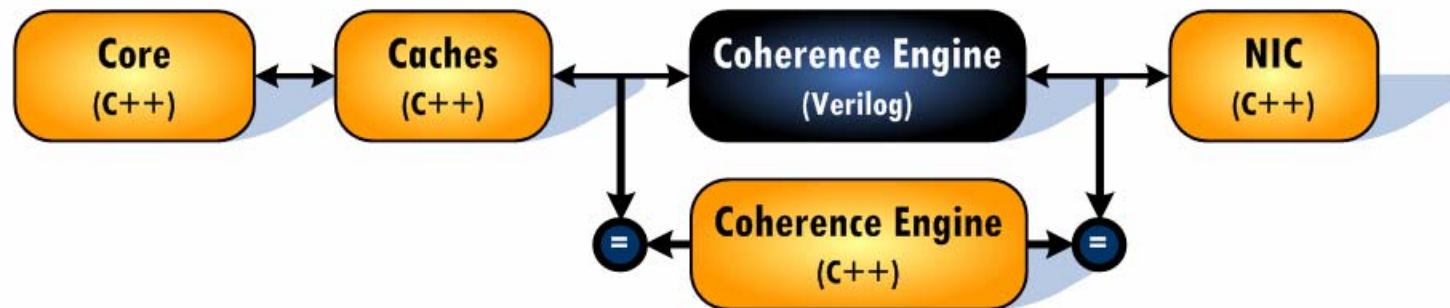 Core
(C++)
Caches
(C++)
Coherence Engine
(Verilog)
NIC
(C++)
=
Coherence Engine
(C++)
=